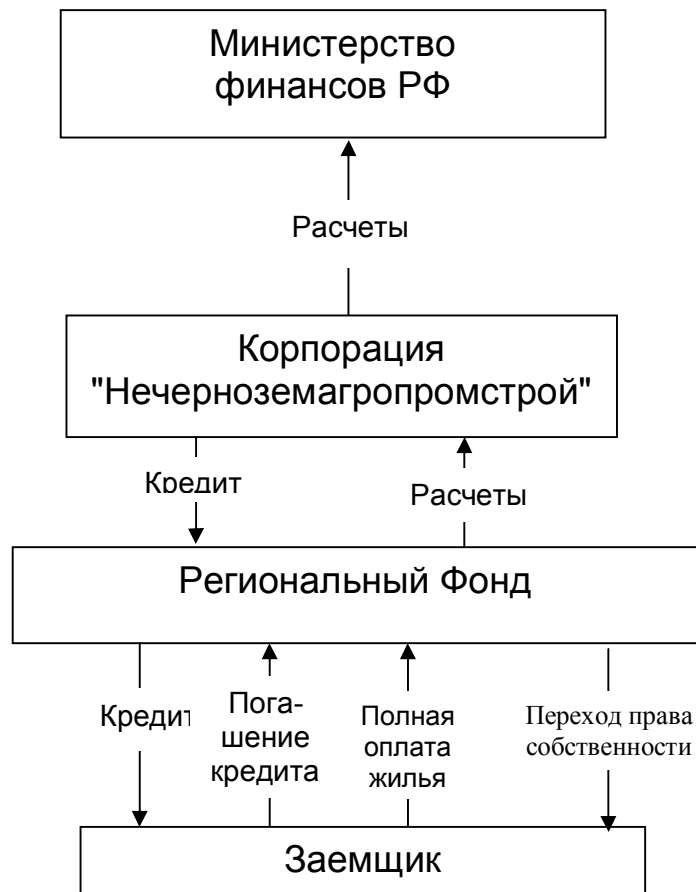 Министерство
финансов РФ
Расчеты
Корпорация
"Нечерноземагропромстрой"
Кредит
Расчеты
Региональный Фонд
Кредит
Пога-
шение
кредита
Полная
оплата
жилья
Переход права
собственности
Заемщик